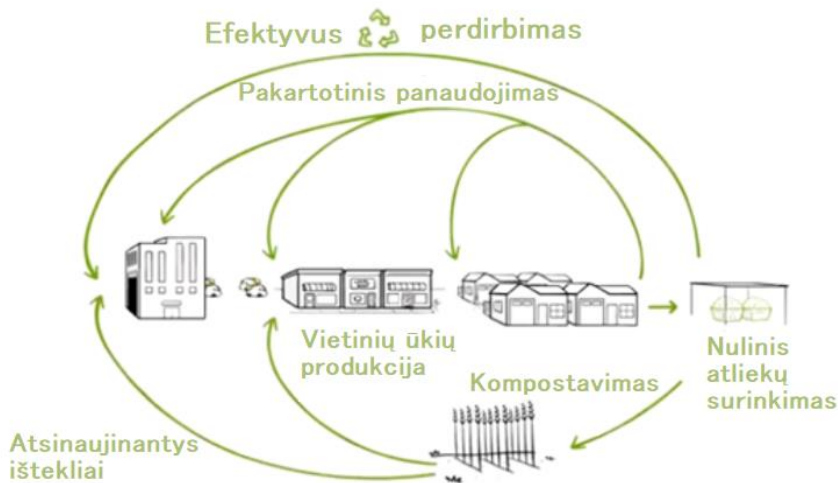 Efektyvus perdirbimas
Pakartotinis panaudojimas
Vietinių ūkių
produkcija
Kompostavimas
Nulinis
atliekų
surinkimas
Atsinaujinantys
ištekliai